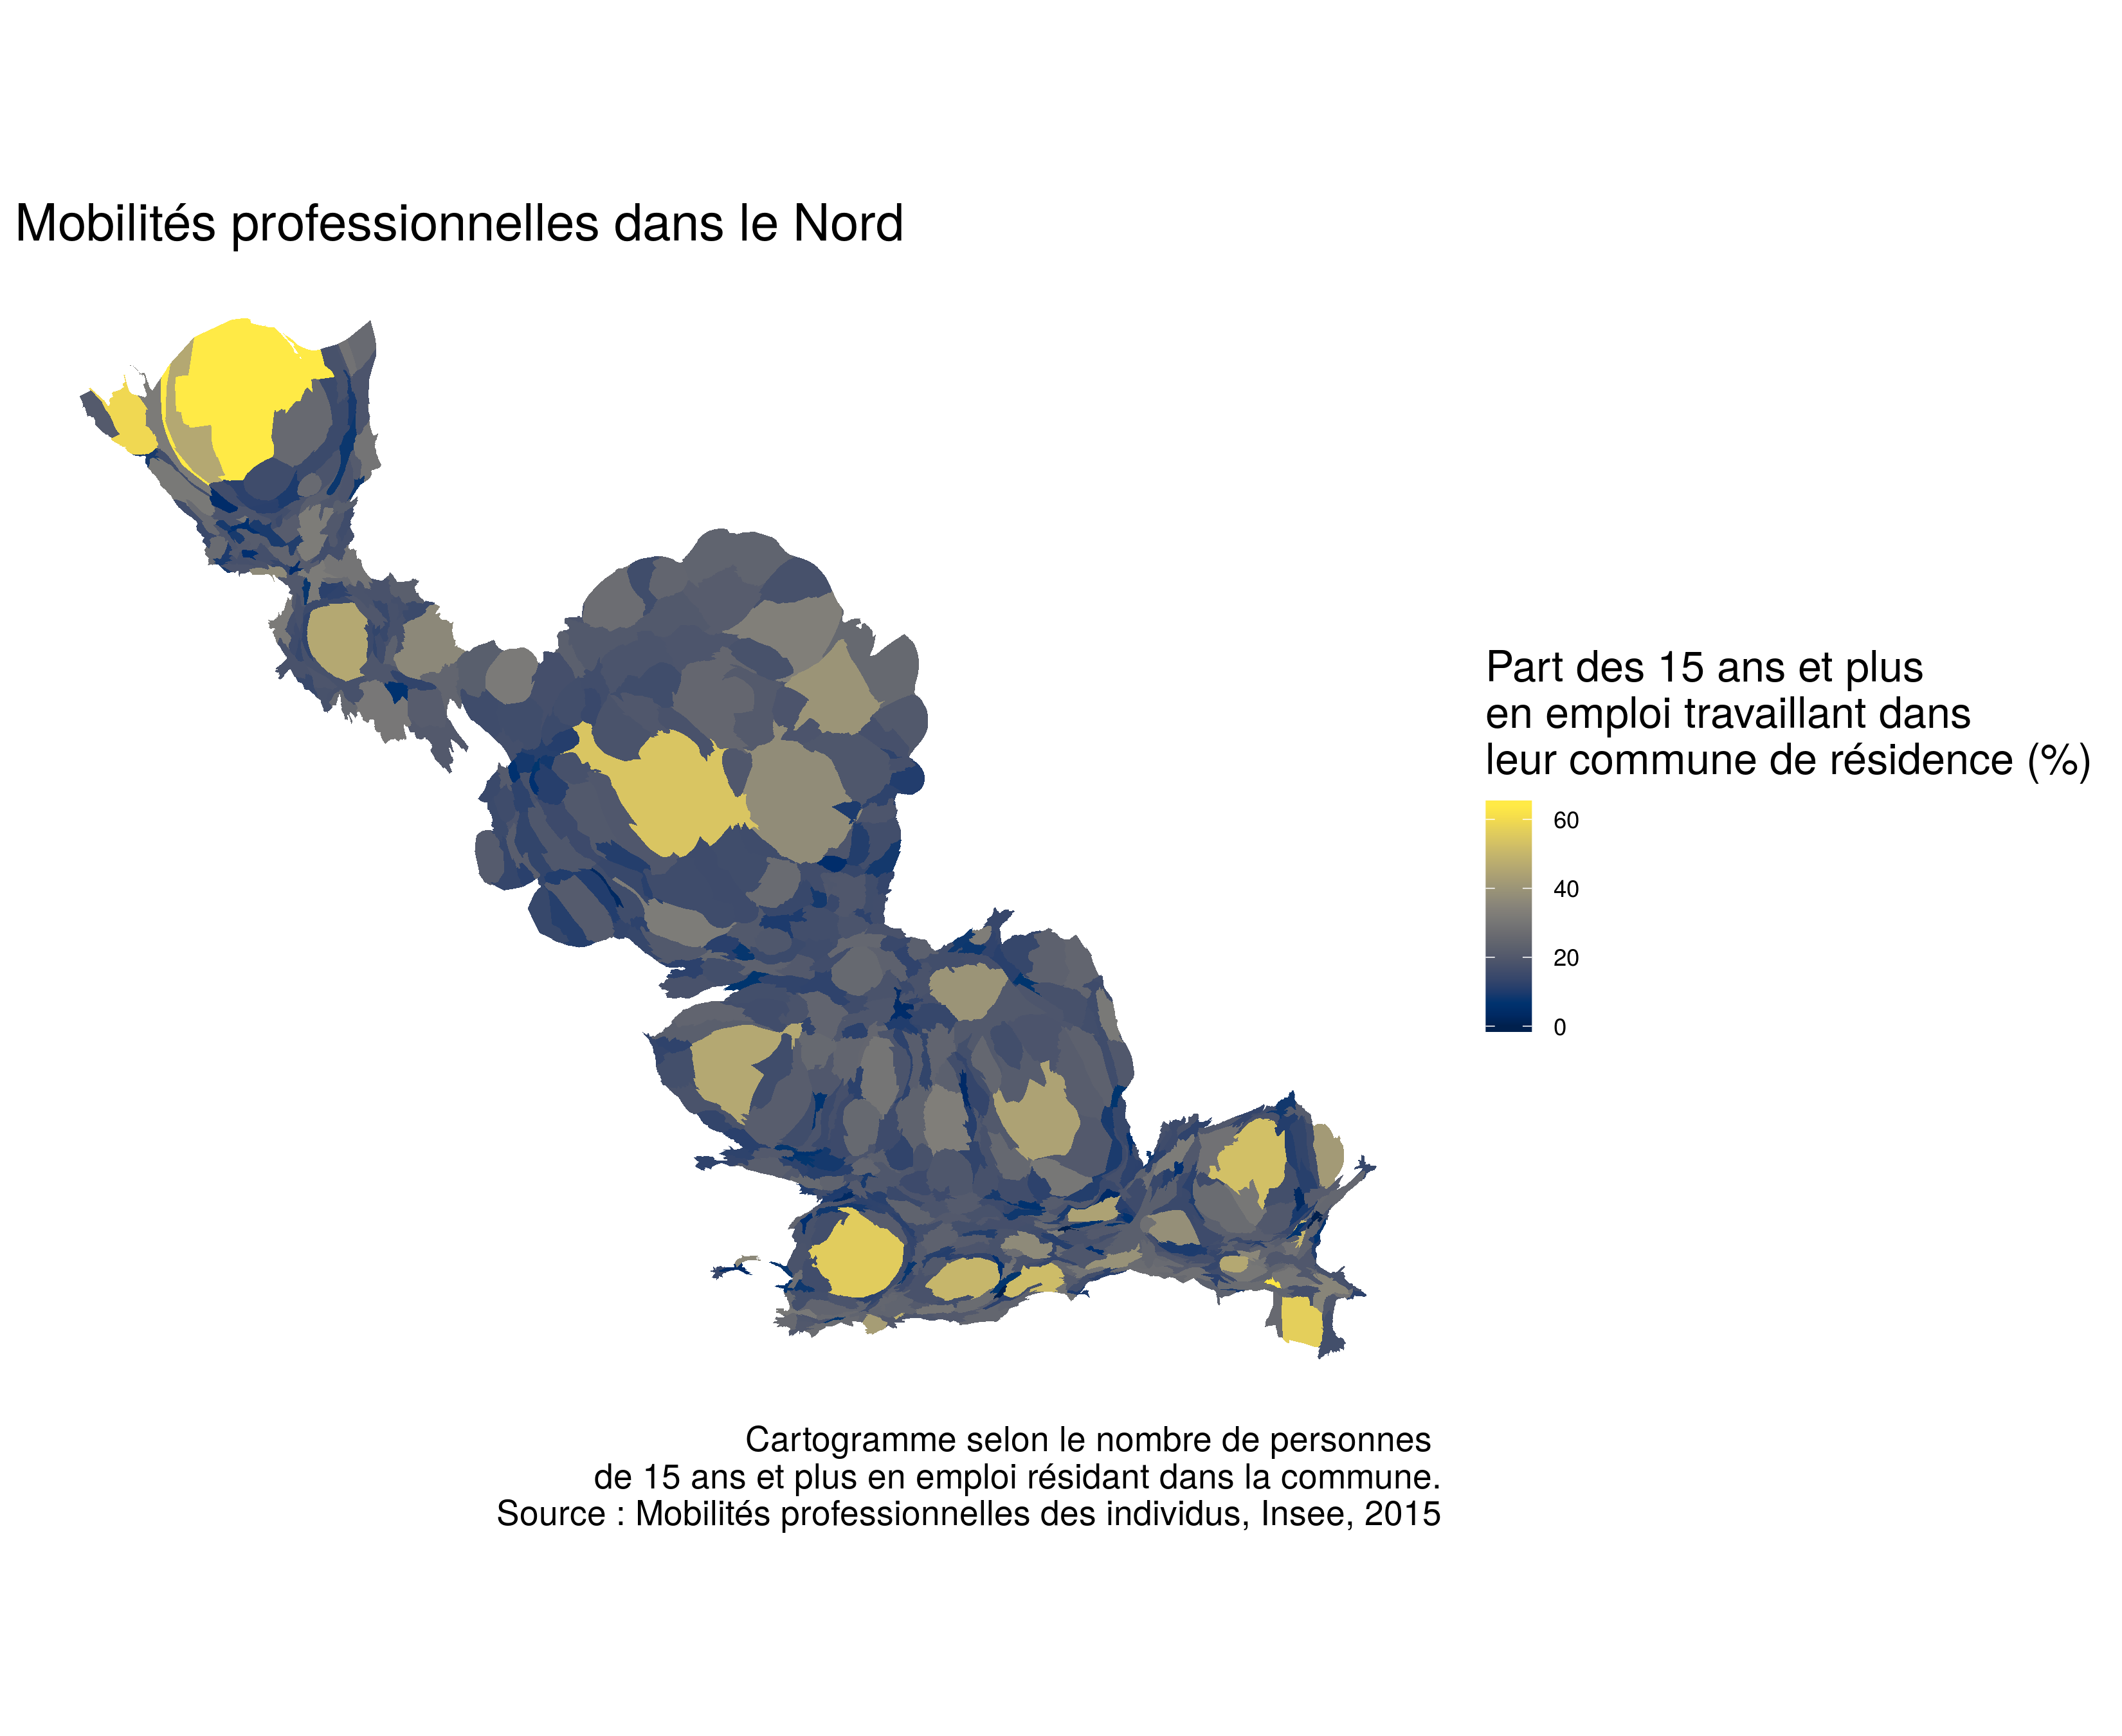 Mobilités professionnelles dans le Nord
Part des 15 ans et plus
en emploi travaillant dans
leur commune de résidence (%)
60
40
20
0
Cartogramme selon le nombre de personnes
de 15 ans et plus en emploi résidant dans la commune.
Source : Mobilités professionnelles des individus, Insee, 2015